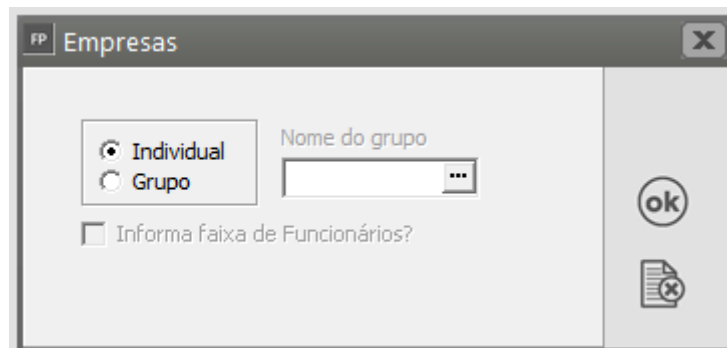 FP Empresas
Individual
Grupo
Nome do grupo
...
Informa faixa de Funcionários?
ok